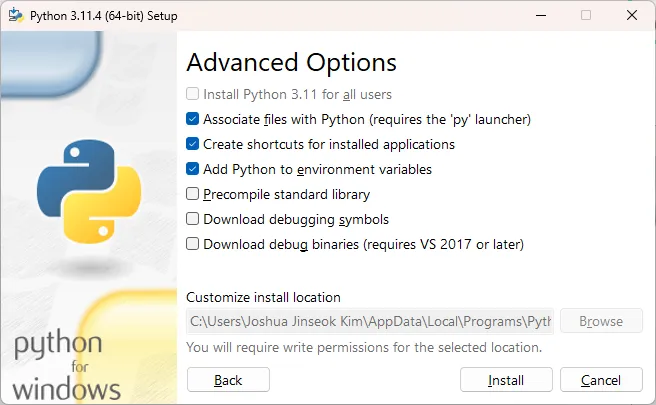 Python 3.11.4 (64-bit) Setup
Advanced Options
Install Python 3.11 for all users
Associate files with Python (requires the 'py' launcher)
Create shortcuts for installed applications
Add Python to environment variables
Precompile standard library
Download debugging symbols
Download debug binaries (requires VS 2017 or later)
Customize install location
C:\Users\Joshua Jinseok Kim\AppData\Local\Programs\Pyth
Browse
You will require write permissions for the selected location.
python
for
windows
Back
Install
Cancel